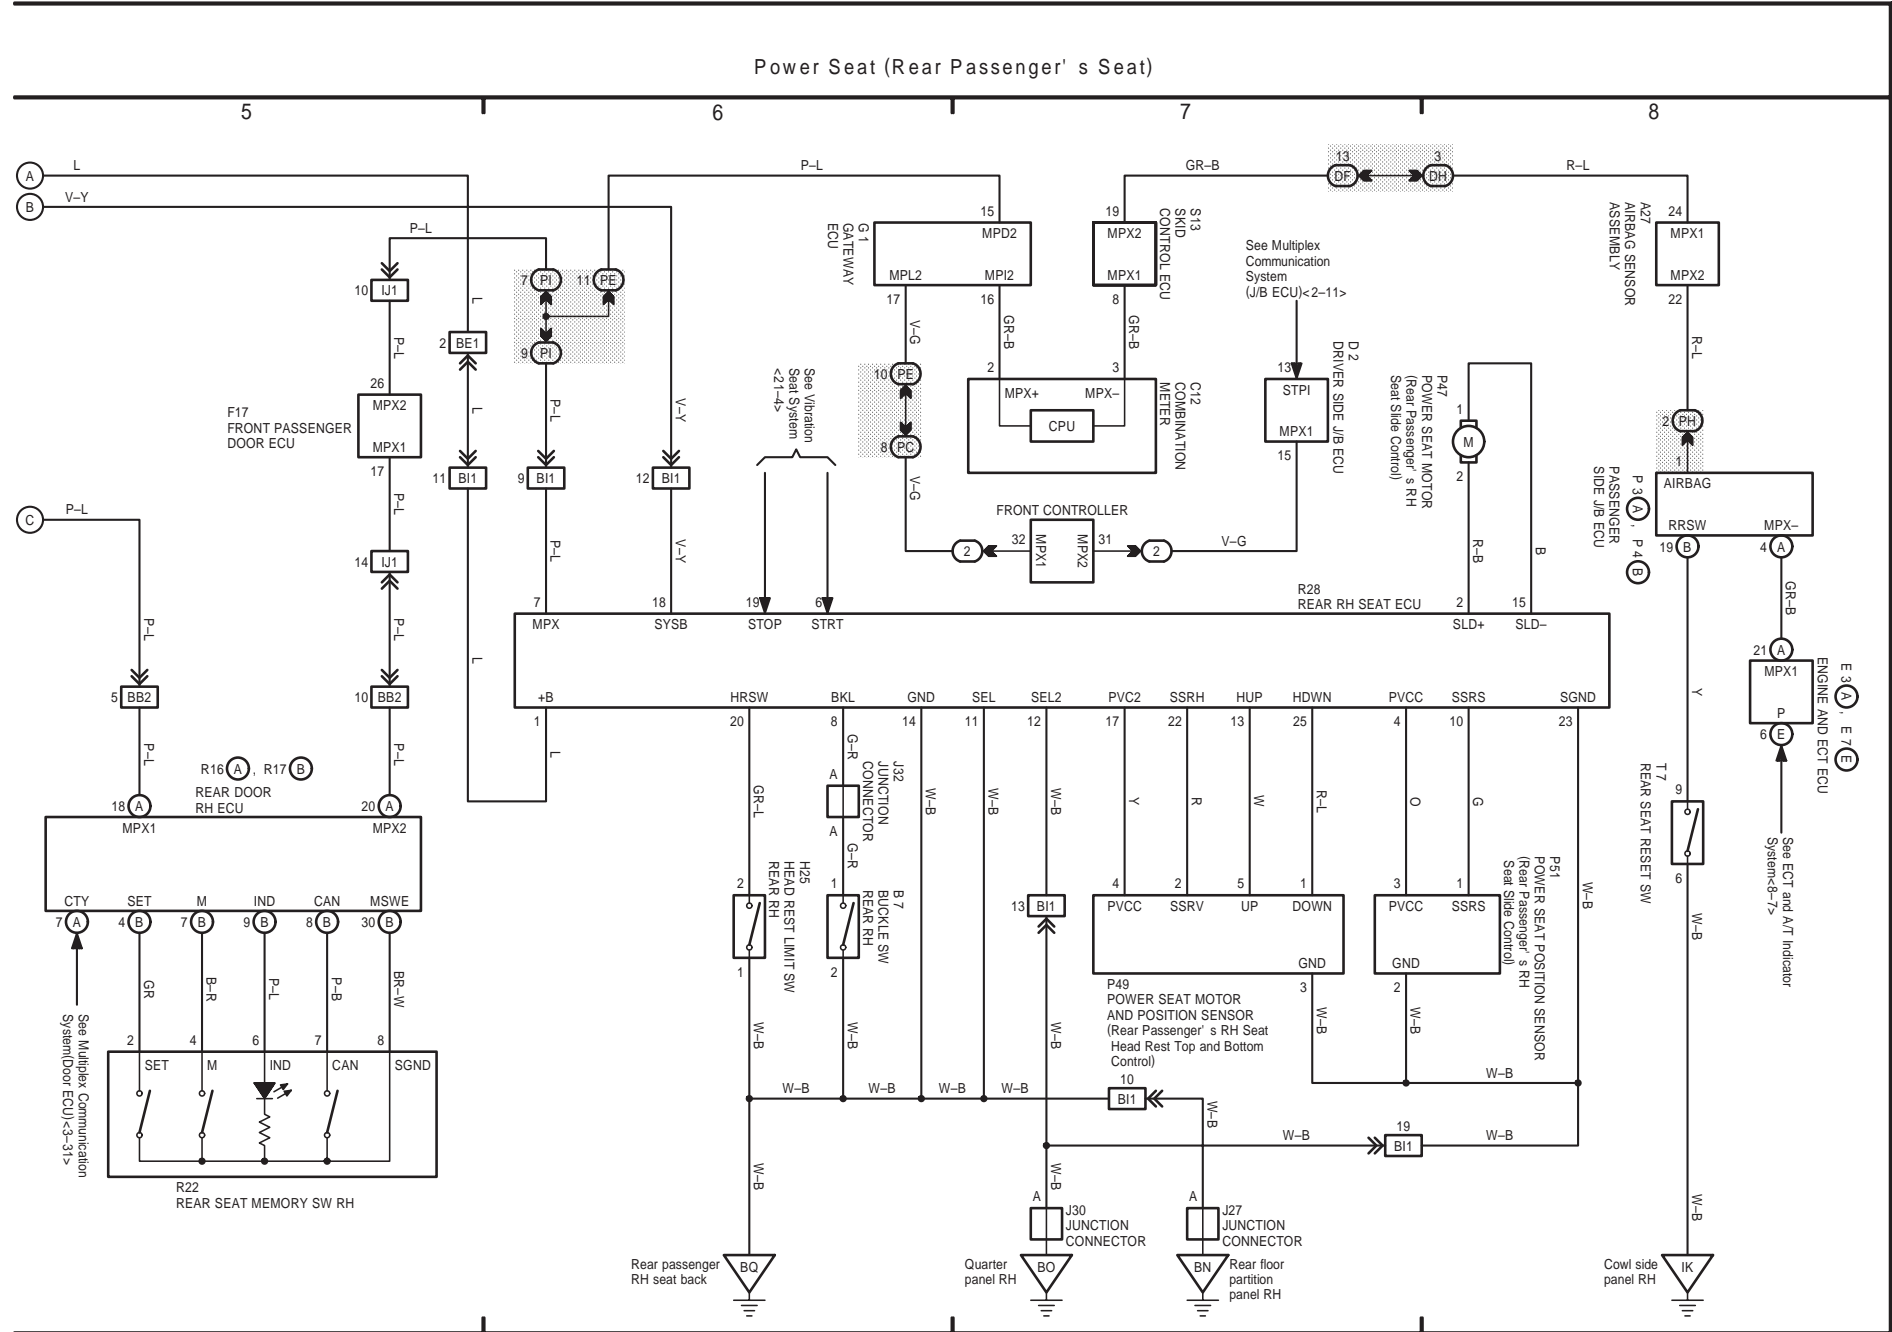 Power Seat (Rear Passenger' s Seat)
5
6
7
8
A
L
B
V–Y
P–L
P–L
GR–B
13
DF
3
DH
R–L
10
IJ1
P–L
26
MPX2
MPX1
17
F17
FRONT PASSENGER
DOOR ECU
P–L
14
IJ1
P–L
10
BB2
P–L
L
2
BE1
L
11
BI1
L
7
PI
11
PE
9
PI
P–L
9
BI1
P–L
V–Y
12
BI1
V–Y
See Vibration
Seat System
<21–4>
15
MPD2
MPL2
MPI2
17
16
G 1
GATEWAY
ECU
V–G
10
PE
8
PC
V–G
GR–B
GR–B
19
MPX2
MPX1
8
S13
SKID
CONTROL ECU
2
3
MPX+
MPX–
CPU
C12
COMBINATION
METER
See Multiplex
Communication
System
(J/B ECU)<2–11>
13
STPI
MPX1
15
D 2
DRIVER SIDE J/B ECU
FRONT CONTROLLER
2
32
MPX1
MPX2
31
2
V–G
P47
POWER SEAT MOTOR
(Rear Passenger' s RH
Seat Slide Control)
1
M
2
R–B
B
A27
AIRBAG SENSOR
ASSEMBLY
24
MPX1
MPX2
22
R–L
2
PH
1
AIRBAG
RRSW
MPX–
19
B
4
A
P 3 A , P 4 B
PASSENGER
SIDE J/B ECU
GR–B
21
A
MPX1
P
6
E
E 3 A , E 7 E
ENGINE AND ECT ECU
See ECT and A/T Indicator
System<8–7>
Y
T 7
REAR SEAT RESET SW
9
6
W–B
W–B
Cowl side
panel RH
IK
C
P–L
P–L
5
BB2
P–L
R16 A , R17 B
REAR DOOR
RH ECU
18
A
20
A
MPX1
MPX2
CTY
SET
M
IND
CAN
MSWE
7
A
4
B
7
B
9
B
8
B
30
B
GR
B–R
P–L
P–B
BR–W
See Multiplex Communication
System(Door ECU)<3–31>
2
4
6
7
8
SET
M
IND
CAN
SGND
R22
REAR SEAT MEMORY SW RH
R28
REAR RH SEAT ECU
7
18
19
6
2
15
MPX
SYSB
STOP
STRT
SLD+
SLD–
+B
HRSW
BKL
GND
SEL
SEL2
PVC2
SSRH
HUP
HDWN
PVCC
SSRS
SGND
1
20
8
14
11
12
17
22
13
25
4
10
23
L
GR–L
G–R
A
J32
JUNCTION
CONNECTOR
A
G–R
W–B
W–B
W–B
Y
R
W
R–L
O
G
W–B
2
1
H25
HEAD REST LIMIT SW
REAR RH
1
2
B 7
BUCKLE SW
REAR RH
13
BI1
4
2
5
1
PVCC
SSRV
UP
DOWN
GND
3
P49
POWER SEAT MOTOR
AND POSITION SENSOR
(Rear Passenger' s RH Seat
Head Rest Top and Bottom
Control)
3
1
PVCC
SSRS
GND
2
P51
POWER SEAT POSITION SENSOR
(Rear Passenger' s RH
Seat Slide Control)
W–B
W–B
W–B
W–B
W–B
W–B
W–B
W–B
W–B
W–B
10
BI1
W–B
W–B
19
BI1
W–B
W–B
W–B
W–B
A
J30
JUNCTION
CONNECTOR
A
J27
JUNCTION
CONNECTOR
Rear passenger
RH seat back
BQ
Quarter
panel RH
BO
BN
Rear floor
partition
panel RH